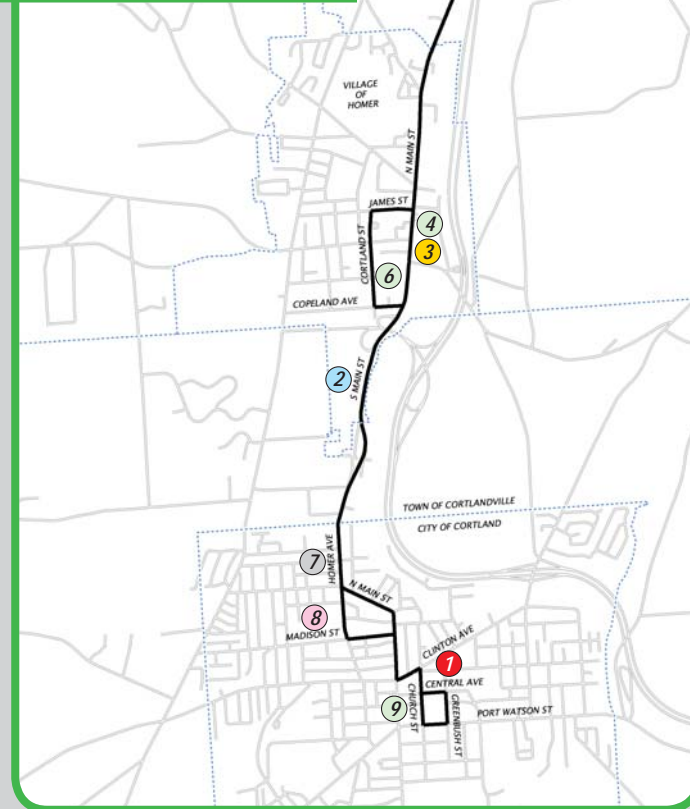 VILLAGE
OF
HOMER
N MAIN ST
JAMES ST
4
CORTLAND ST
3
6
COPELAND AVE
2
S MAIN ST
TOWN OF CORTLANDVILLE
CITY OF CORTLAND
HOMER AVE
7
N MAIN ST
8
MADISON ST
CLINTON AVE
1
CENTRAL AVE
9
CHURCH ST
GREENBUSH ST
PORT WATSON ST